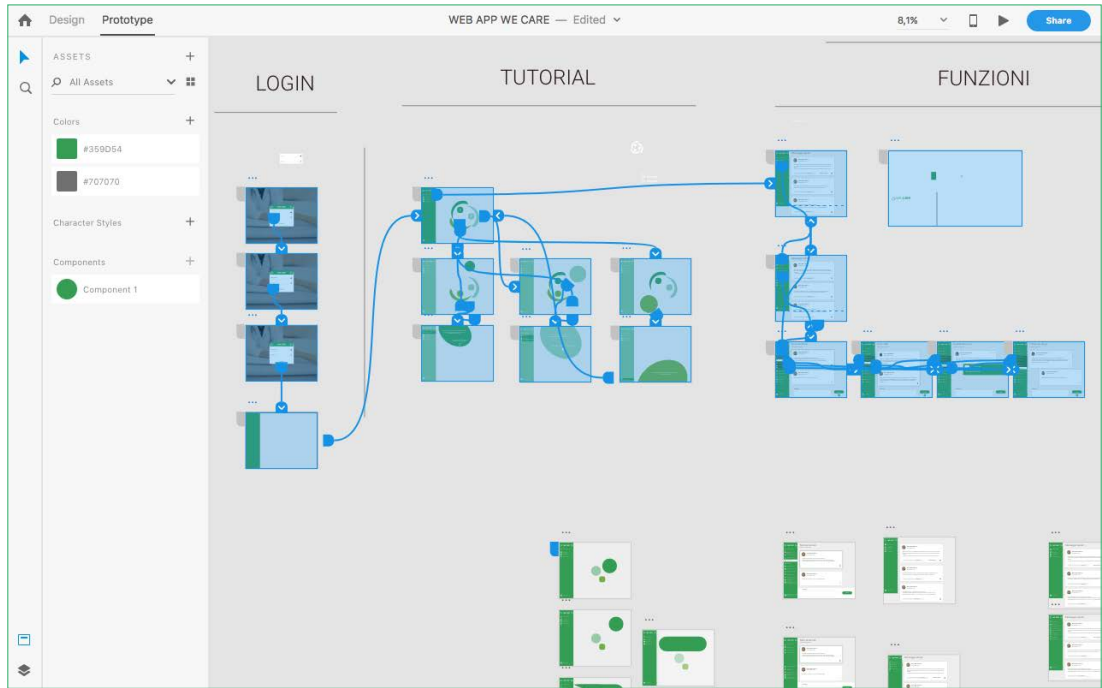 Design Prototype
WEB APP WE CARE — Edited
8,1%
Share
ASSETS
All Assets
Colors
#359D54
#707070
Character Styles
Components
Component 1
LOGIN
TUTORIAL
FUNZIONI